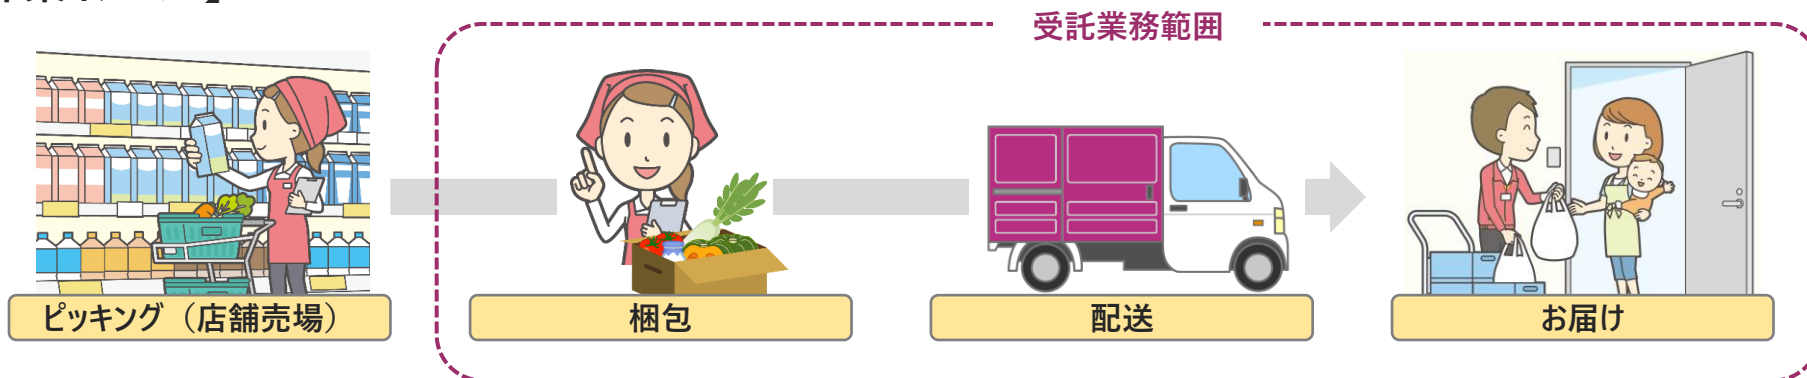 受託業務範囲
ピッキング（店舗売場）
梱包
配送
お届け